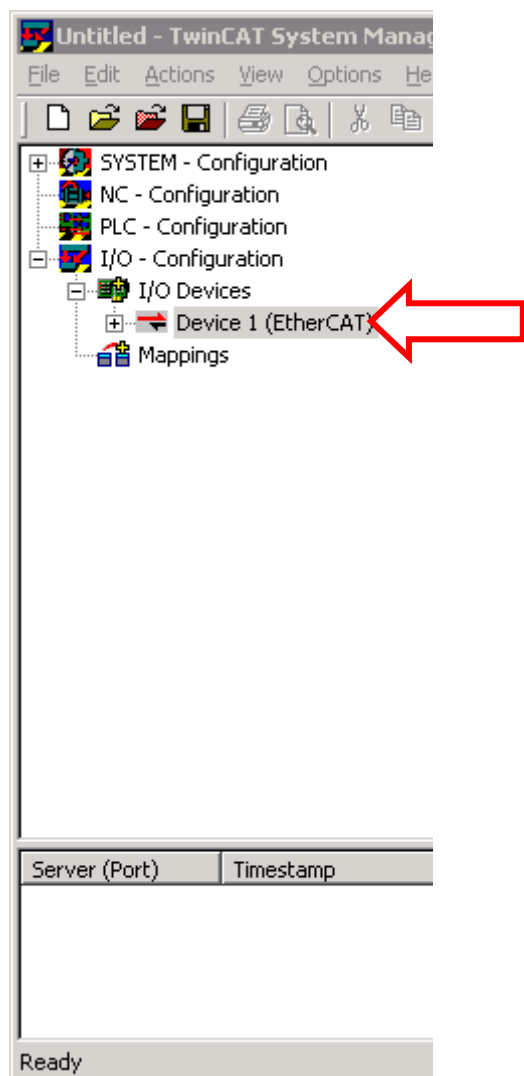 Untitled - TwinCAT System Manag
File Edit Actions View Options He
SYSTEM - Configuration
NC - Configuration
PLC - Configuration
I/O - Configuration
I/O Devices
Device 1 (EtherCAT)
Mappings
Server (Port) Timestamp
Ready